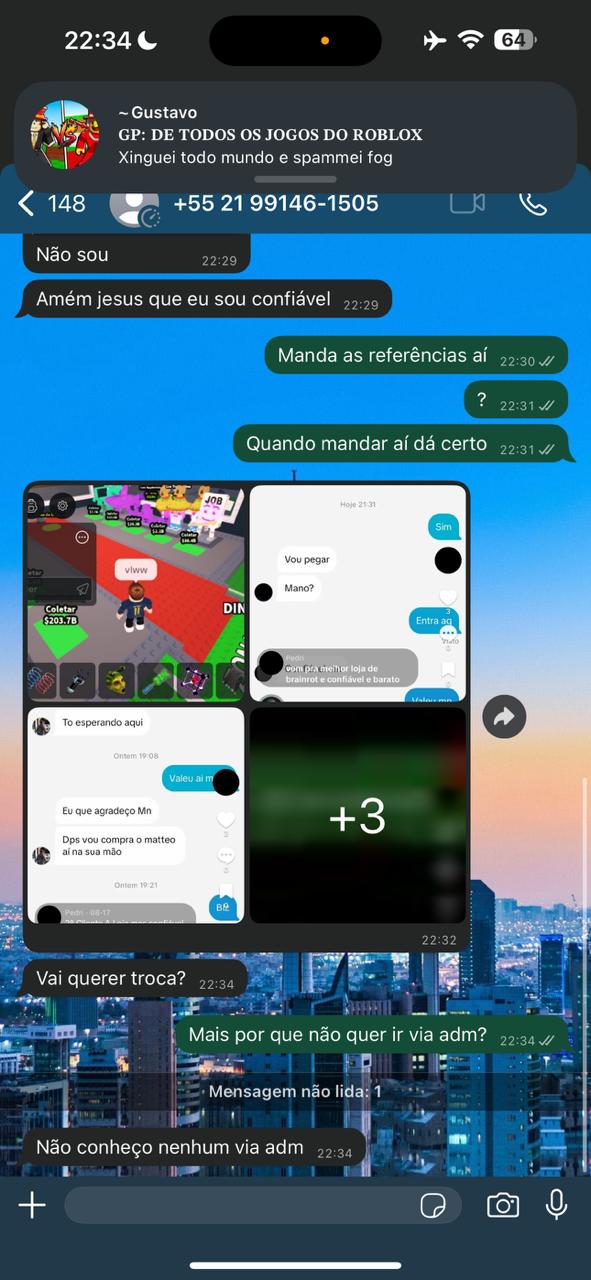 22:34
64
~ Gustavo
GP: DE TODOS OS JOGOS DO ROBLOX
Xinguei todo mundo e spammei fog
148
+55 21 99146-1505
Não sou
22:29
Amém jesus que eu sou confiável
22:29
Manda as referências aí
22:30
?
22:31
Quando mandar aí dá certo
22:31
JOB
vlww
Coletar
Coletar
$203.7B
DIN
Hoje 21:31
Sim
Vou pegar
Mano?
3
Entra aq
Pedri
vem pra melhor loja de
brainrot e confiável e barato
Valeu mn
To esperando aqui
Ontem 19:08
Valeu ai m
Eu que agradeço Mn
3
Dps vou compra o matteo
aí na sua mão
Ontem 19:21
Pedri · 08-17
+3
22:32
Vai querer troca?
22:34
Mais por que não quer ir via adm?
22:34
Mensagem não lida: 1
Não conheço nenhum via adm
22:34